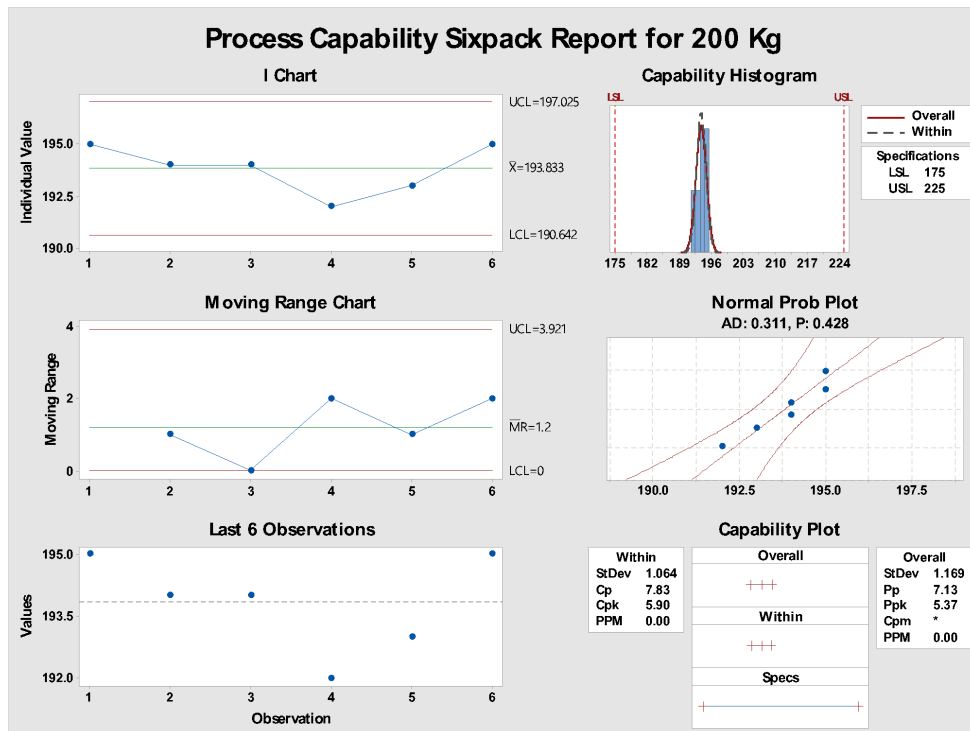 Process Capability Sixpack Report for 200 Kg
I Chart
Individual Value
195.0
192.5
190.0
UCL=197.025
X̄=193.833
LCL=190.642
1 2 3 4 5 6
Capability Histogram
LSL USL
Overall
Within
Specifications
LSL 175
USL 225
175 182 189 196 203 210 217 224
Moving Range Chart
Moving Range
4
2
0
UCL=3.921
M̅R̅=1.2
LCL=0
1 2 3 4 5 6
Normal Prob Plot
AD: 0.311, P: 0.428
190.0 192.5 195.0 197.5
Last 6 Observations
Values
195.0
193.5
192.0
1 2 3 4 5 6
Observation
Capability Plot
Within
StDev 1.064
Cp 7.83
Cpk 5.90
PPM 0.00
Overall
Within
Specs
Overall
StDev 1.169
Pp 7.13
Ppk 5.37
Cpm *
PPM 0.00